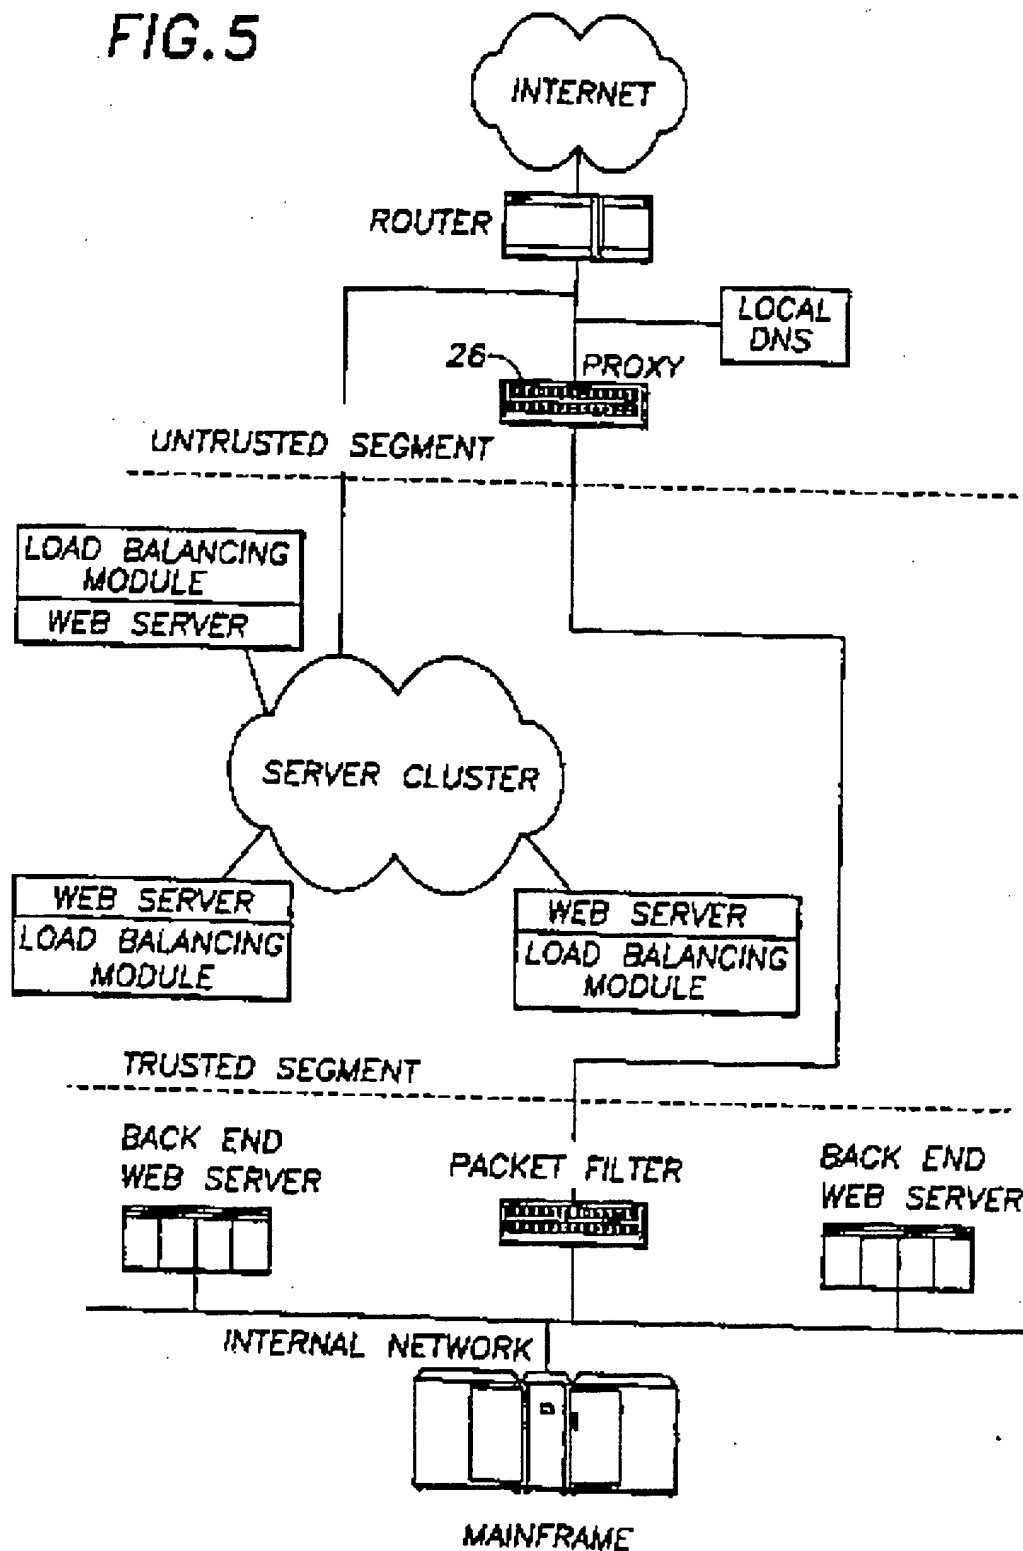 FIG.5
INTERNET
ROUTER
LOCAL
DNS
26
PROXY
UNTRUSTED SEGMENT
LOAD BALANCING
MODULE
WEB SERVER
SERVER CLUSTER
WEB SERVER
LOAD BALANCING
MODULE
WEB SERVER
LOAD BALANCING
MODULE
TRUSTED SEGMENT
BACK END
WEB SERVER
PACKET FILTER
BACK END
WEB SERVER
INTERNAL NETWORK
MAINFRAME